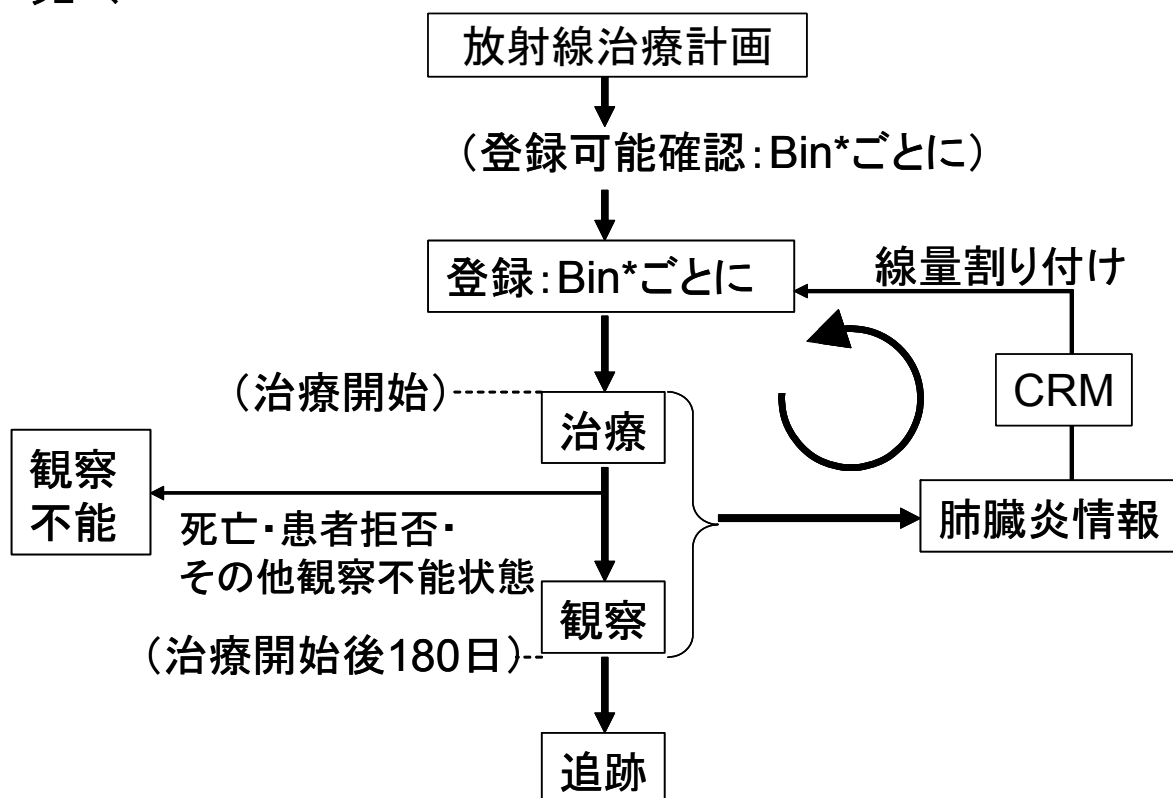 放射線治療計画
（登録可能確認：Bin*ごとに）
登録：Bin*ごとに
線量割り付け
（治療開始）
治療
CRM
観察
不能
死亡・患者拒否・
その他観察不能状態
肺臓炎情報
観察
（治療開始後180日）
追跡